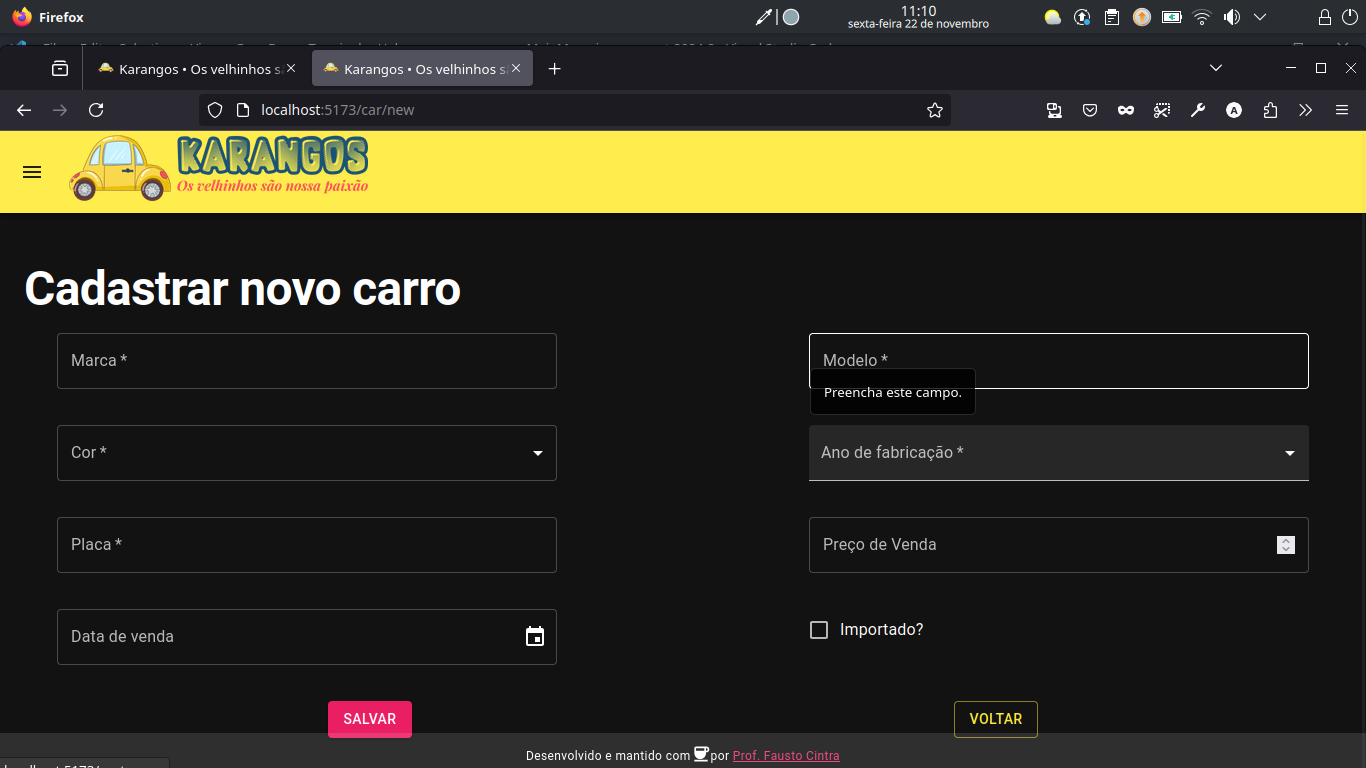 Firefox
11:10
sexta-feira 22 de novembro
Karangos • Os velhinhos s
Karangos • Os velhinhos s
localhost:5173/car/new
A
KARANGOS
Os velhinhos são nossa paixão
Cadastrar novo carro
Marca *
Modelo *
Preencha este campo.
Cor *
Ano de fabricação *
Placa *
Preço de Venda
Data de venda
Importado?
SALVAR
VOLTAR
Desenvolvido e mantido com por Prof. Fausto Cintra